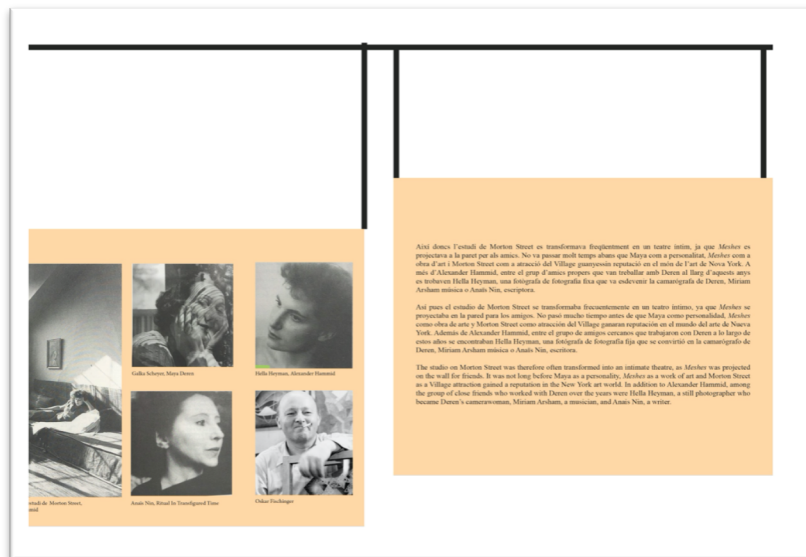 estudi de Morton Street,
Galka Scheyer, Maya Deren
Hella Heyman, Alexander Hammid
Anaïs Nin, Ritual In Transfigured Time
Oskar Fischinger
Així doncs l'estudi de Morton Street es transformava freqüentment en un teatre íntim, ja que Meshes es
projectava a la paret per als amics. No va passar molt temps abans que Maya com a personalitat, Meshes com a
obra d'art i Morton Street com a atracció del Village guanyessin reputació en el món de l'art de Nova York. A
més d'Alexander Hammid, entre el grup d'amics propers que van treballar amb Deren al llarg d'aquests anys
es trobaven Hella Heyman, una fotògrafa de fotografia fixa que va esdevenir la camarògrafa de Deren, Miriam
Arsham música o Anaïs Nin, escriptora.
Así pues el estudio de Morton Street se transformaba frecuentemente en un teatro íntimo, ya que Meshes se
proyectaba en la pared para los amigos. No pasó mucho tiempo antes de que Maya como personalidad, Meshes
como obra de arte y Morton Street como atracción del Village ganaran reputación en el mundo del arte de Nueva
York. Además de Alexander Hammid, entre el grupo de amigos cercanos que trabajaron con Deren a lo largo de
estos años se encontraban Hella Heyman, una fotógrafa de fotografía fija que se convirtió en la camarógrafo de
Deren, Miriam Arsham música o Anaïs Nin, escritora.
The studio on Morton Street was therefore often transformed into an intimate theatre, as Meshes was projected
on the wall for friends. It was not long before Maya as a personality, Meshes as a work of art and Morton Street
as a Village attraction gained a reputation in the New York art world. In addition to Alexander Hammid, among
the group of close friends who worked with Deren over the years were Hella Heyman, a still photographer who
became Deren's camerawoman, Miriam Arsham, a musician, and Anaïs Nin, a writer.